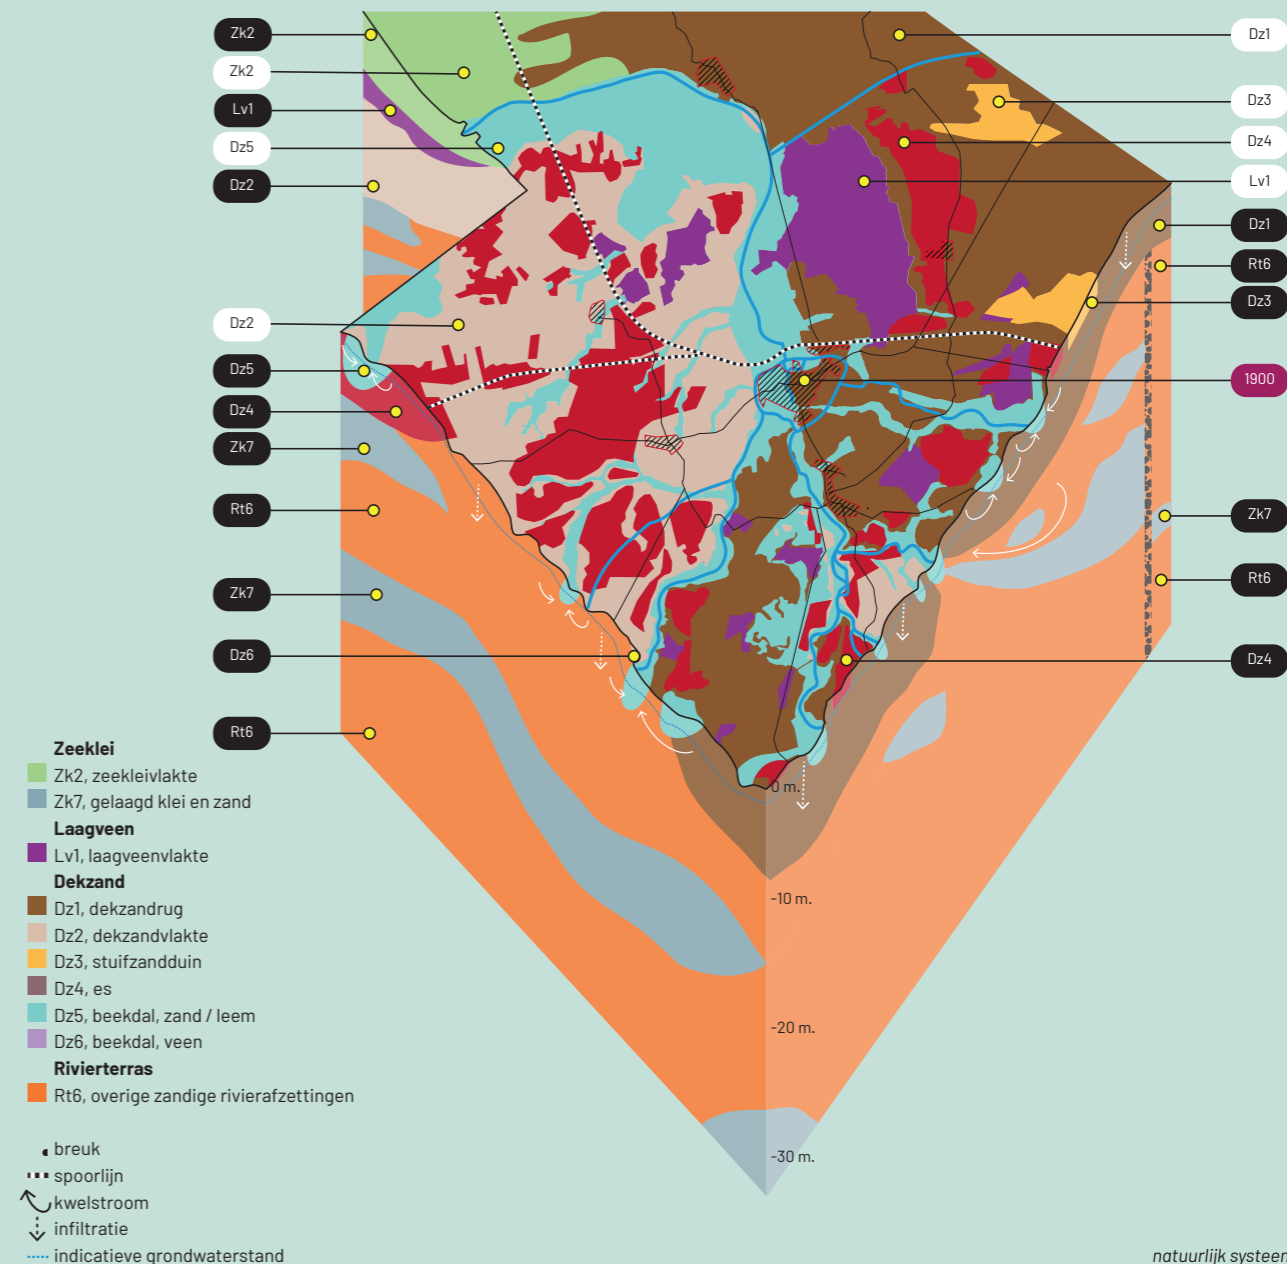 Zk2
Zk2
Lv1
Dz5
Dz2
Dz2
Dz5
Dz4
Zk7
Rt6
Zk7
Dz6
Rt6
Dz1
Dz3
Dz4
Lv1
Dz1
Rt6
Dz3
1900
Zk7
Rt6
Dz4
0 m.
-10 m.
-20 m.
-30 m.
Zeeklei
Zk2, zeekleivlakte
Zk7, gelaagd klei en zand
Laagveen
Lv1, laagveenvlakte
Dekzand
Dz1, dekzandrug
Dz2, dekzandvlakte
Dz3, stuifzandduin
Dz4, es
Dz5, beekdal, zand / leem
Dz6, beekdal, veen
Rivierterras
Rt6, overige zandige rivierafzettingen
breuk
spoorlijn
kwelstroom
infiltratie
indicatieve grondwaterstand
natuurlijk systeem